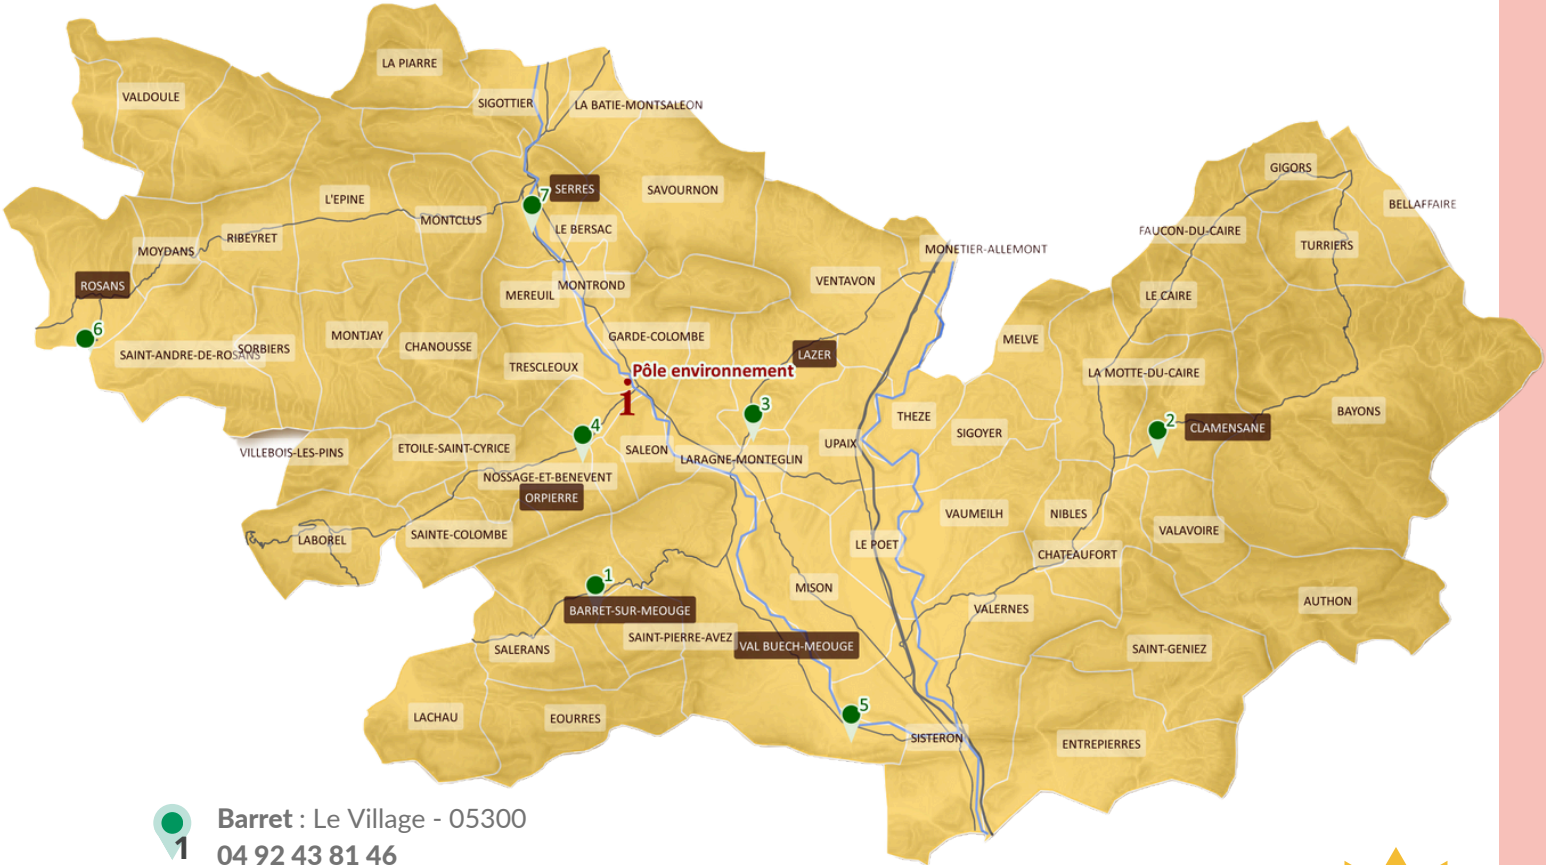 LA PIARRE
VALDOULE
SIGOTTIER
LA BATIE-MONTSALEON
GIGORS
7
SERRES
SAVOURNON
L'EPINE
BELLAFFAIRE
MONTCLUS
LE BERSAC
FAUCON-DU-CAIRE
RIBEYRET
MOYDANS
MONETIER-ALLEMONT
TURRIERS
ROSANS
VENTAVON
MONTROND
MEREUIL
LE CAIRE
6
MONTJAY
GARDE-COLOMBE
MELVE
CHANOUSSE
SORBIERS
SAINT-ANDRE-DE-ROSANS
LAZER
TRESCLEOUX
Pôle environnement
LA MOTTE-DU-CAIRE
i
3
BAYONS
THEZE
4
2
CLAMENSANE
SIGOYER
UPAIX
ETOILE-SAINT-CYRICE
SALEON
VILLEBOIS-LES-PINS
LARAGNE-MONTEGLIN
NOSSAGE-ET-BENEVENT
ORPIERRE
VAUMEILH
NIBLES
VALAVOIRE
SAINTE-COLOMBE
LABOREL
LE POET
CHATEAUFORT
1
MISON
AUTHON
BARRET-SUR-MEOUGE
VALERNES
SAINT-PIERRE-AVEZ
VAL BUECH-MEOUGE
SALERANS
SAINT-GENIEZ
5
LACHAU
EOURRES
SISTERON
ENTREPIERRES
Barret : Le Village - 05300
1
04 92 43 81 46